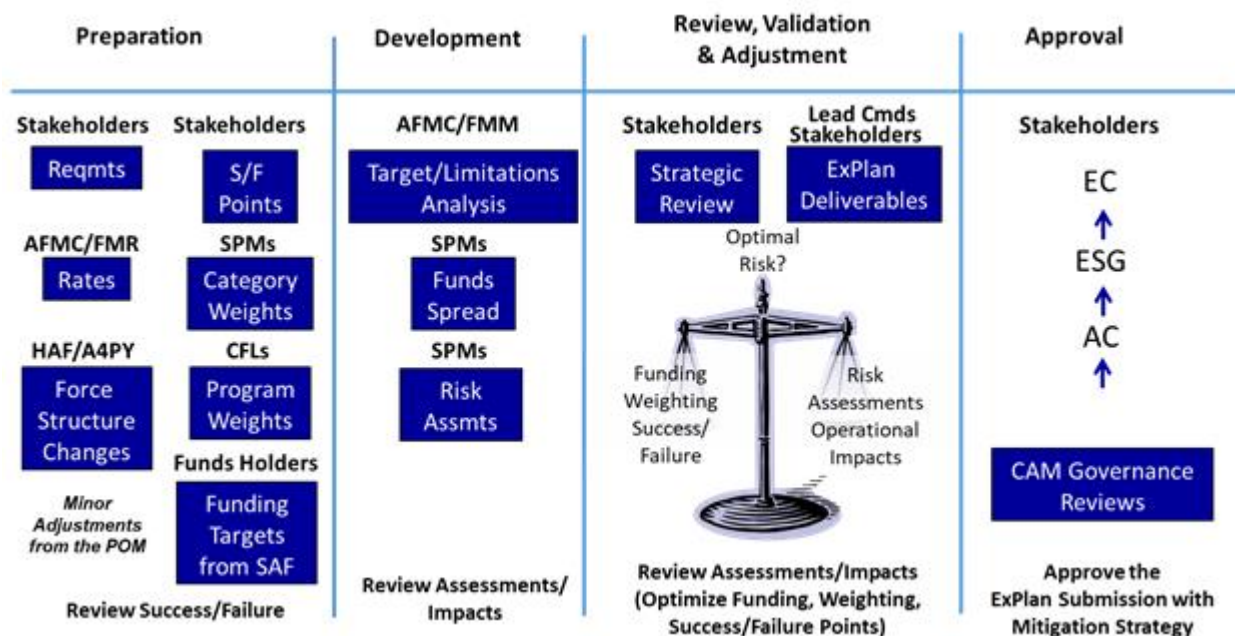 Preparation
Development
Review, Validation
& Adjustment
Approval
Stakeholders
Reqmts
AFMC/FMR
Rates
HAF/A4PY
Force
Structure
Changes
Minor
Adjustments
from the POM
Stakeholders
S/F
Points
SPMs
Category
Weights
CFLs
Program
Weights
Funds Holders
Funding
Targets
from SAF
Review Success/Failure
AFMC/FMM
Target/Limitations
Analysis
SPMs
Funds
Spread
SPMs
Risk
Assmts
Review Assessments/
Impacts
Stakeholders
Strategic
Review
Lead Cmds
Stakeholders
ExPlan
Deliverables
Optimal
Risk?
Funding
Weighting
Success/
Failure
Risk
Assessments
Operational
Impacts
Review Assessments/Impacts
(Optimize Funding, Weighting,
Success/Failure Points)
Stakeholders
EC
ESG
AC
CAM Governance
Reviews
Approve the
ExPlan Submission with
Mitigation Strategy